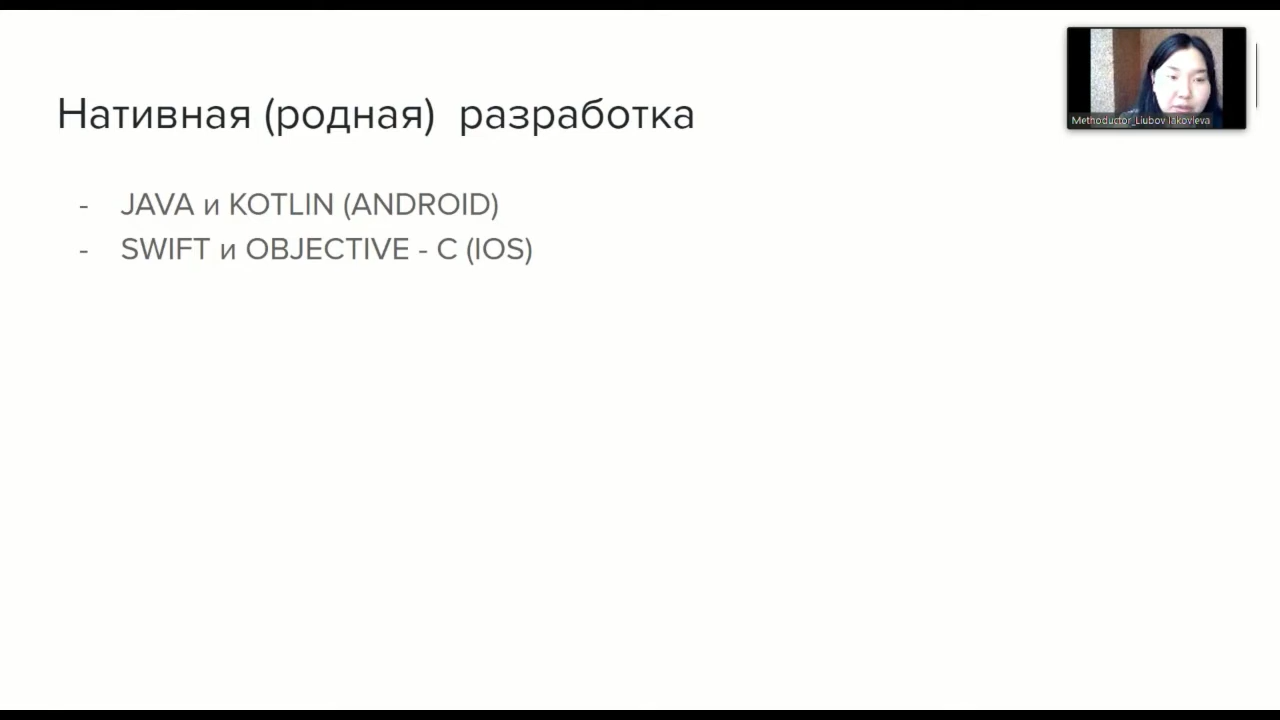 Нативная (родная) разработка
- JAVA и KOTLIN (ANDROID)
- SWIFT и OBJECTIVE - C (IOS)
Methoductor_Liubov Iakovleva